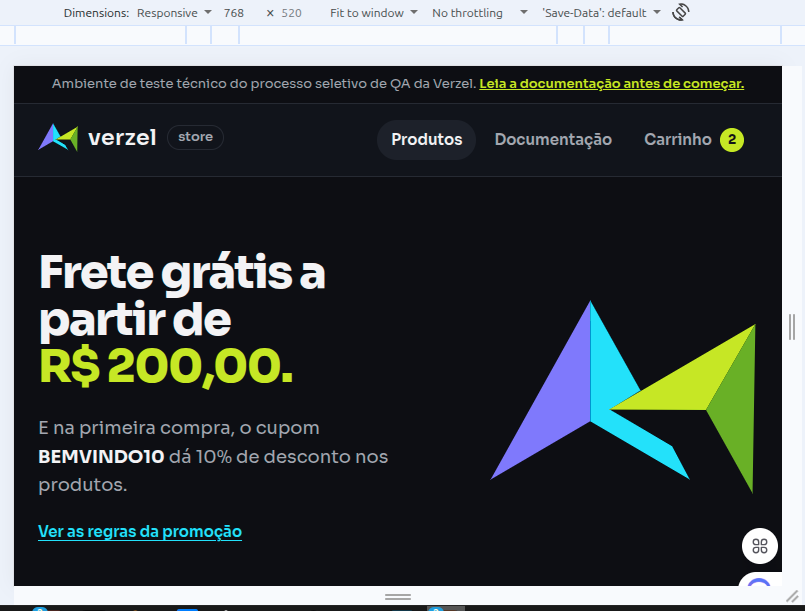 Dimensions: Responsive 768 × 520 Fit to window No throttling 'Save-Data': default
Ambiente de teste técnico do processo seletivo de QA da Verzel. Leia a documentação antes de começar.
verzel store Produtos Documentação Carrinho 2
Frete grátis a
partir de
R$ 200,00.
E na primeira compra, o cupom
BEMVINDO10 dá 10% de desconto nos
produtos.
Ver as regras da promoção